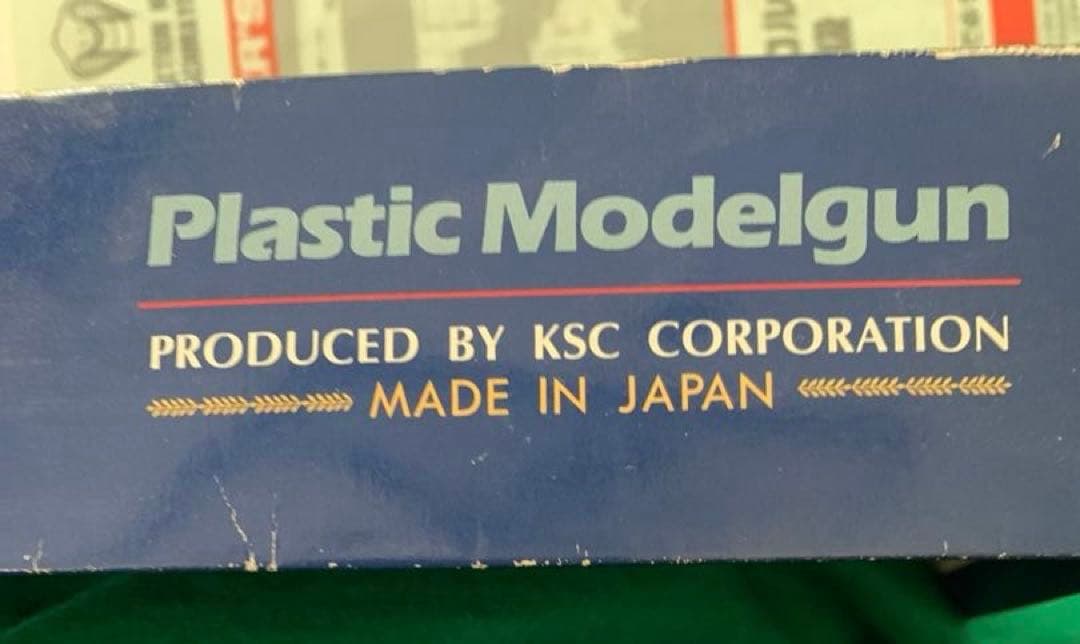 Plastic Modelgun
PRODUCED BY KSC CORPORATION
MADE IN JAPAN